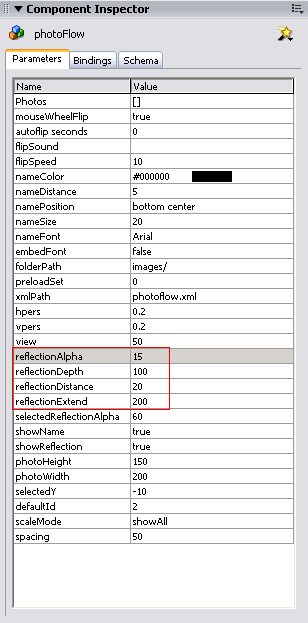 Component Inspector
photoFlow
Parameters Bindings Schema
Name Value
Photos []
mouseWheelFlip true
autoflip seconds 0
flipSound
flipSpeed 10
nameColor #000000
nameDistance 5
namePosition bottom center
nameSize 20
nameFont Arial
embedFont false
folderPath images/
preloadSet 0
xmlPath photoflow.xml
hpers 0.2
vpers 0.2
view 50
reflectionAlpha 15
reflectionDepth 100
reflectionDistance 20
reflectionExtend 200
selectedReflectionAlpha 60
showName true
showReflection true
photoHeight 150
photoWidth 200
selectedY -10
defaultId 2
scaleMode showAll
spacing 50